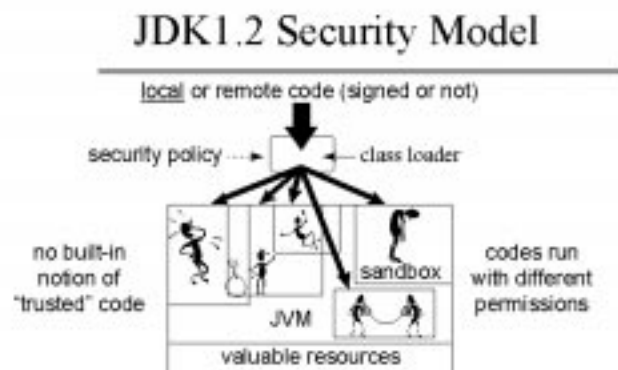 JDK1.2 Security Model
local or remote code (signed or not)
security policy
class loader
no built-in
notion of
"trusted" code
sandbox
codes run
with different
permissions
JVM
valuable resources